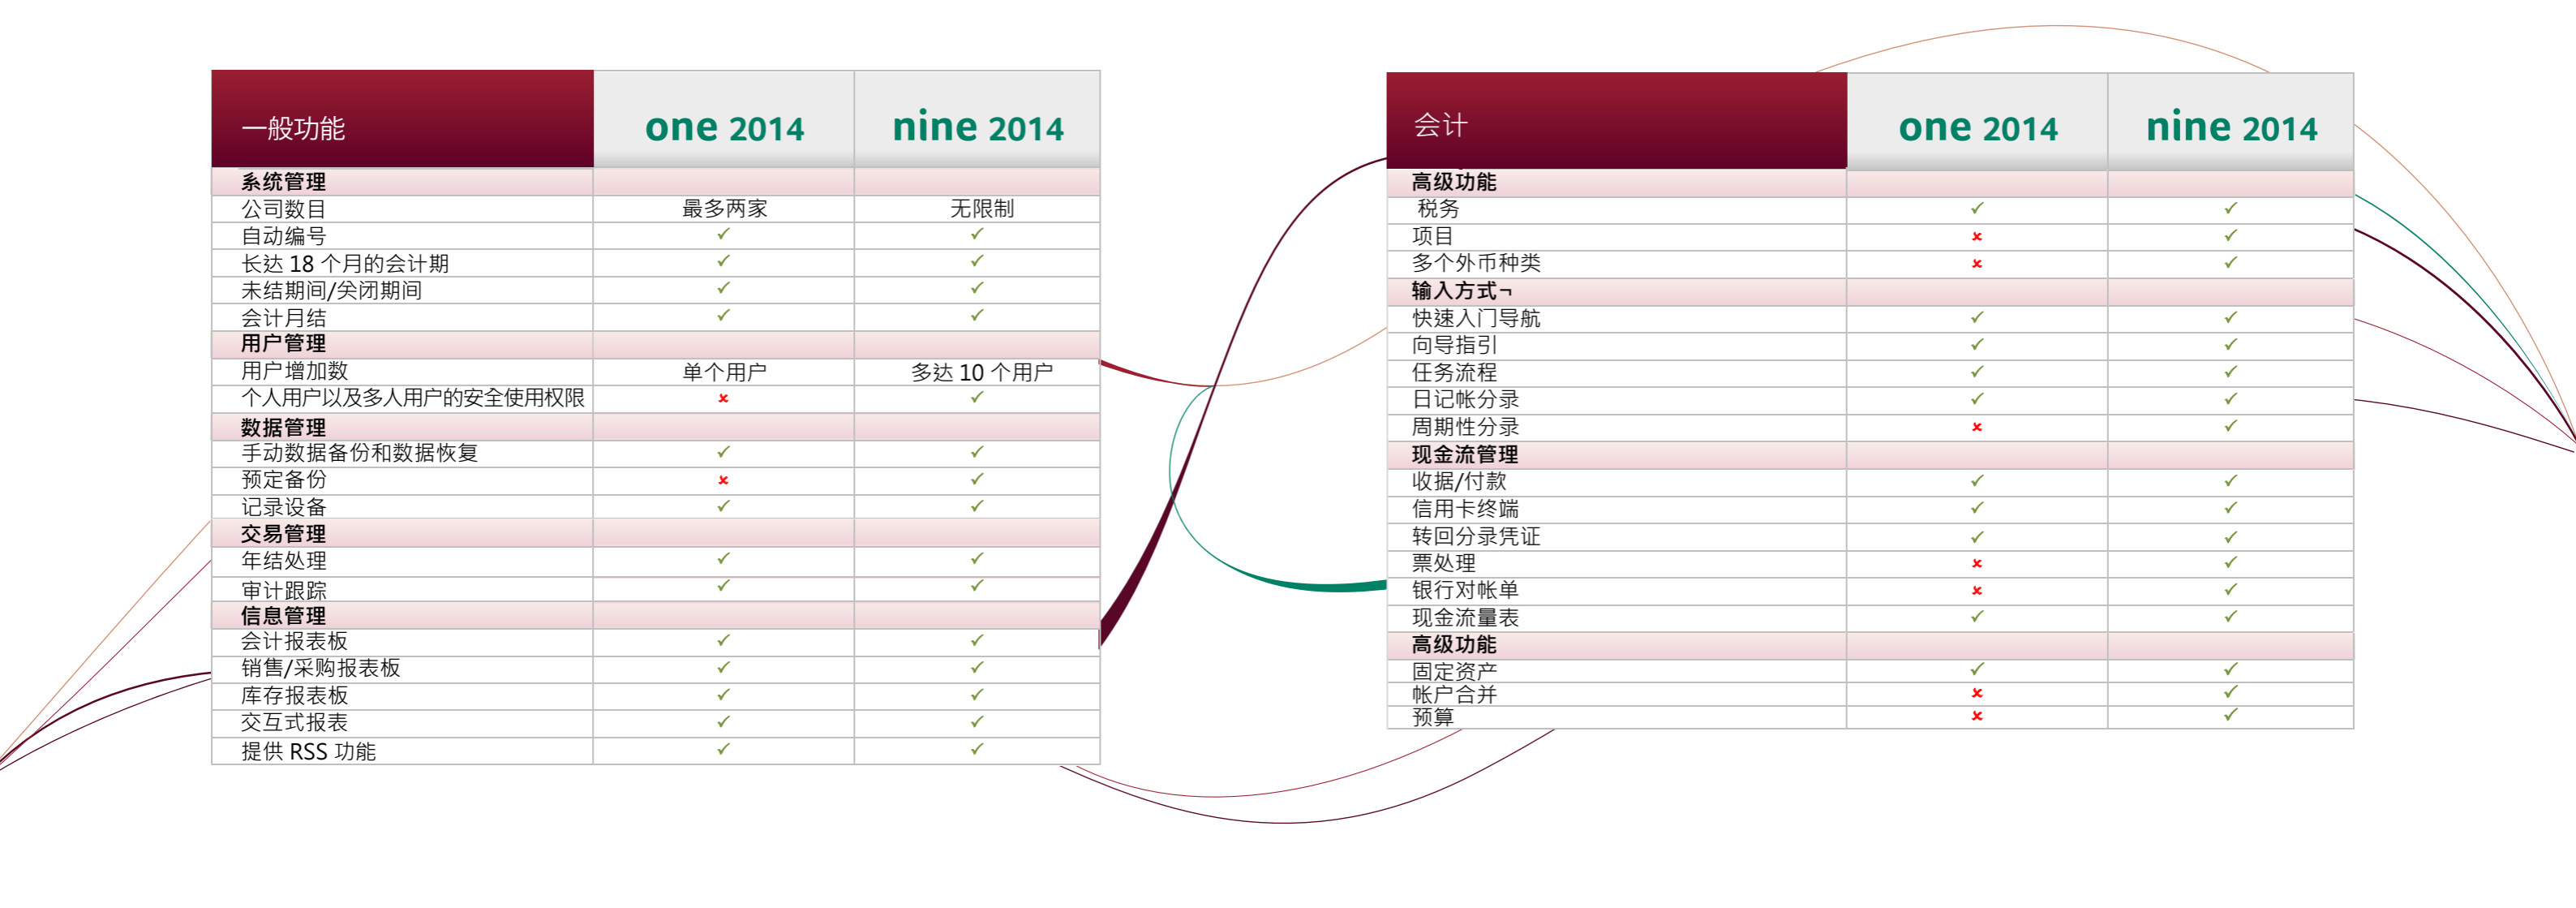 一般功能 one 2014 nine 2014
系统管理
公司数目 最多两家 无限制
自动编号 ✓ ✓
长达 18 个月的会计期 ✓ ✓
未结期间/关闭期间 ✓ ✓
会计月结 ✓ ✓
用户管理
用户增加数 单个用户 多达 10 个用户
个人用户以及多人用户的安全使用权限 ✘ ✓
数据管理
手动数据备份和数据恢复 ✓ ✓
预定备份 ✘ ✓
记录设备 ✓ ✓
交易管理
年结处理 ✓ ✓
审计跟踪 ✓ ✓
信息管理
会计报表板 ✓ ✓
销售/采购报表板 ✓ ✓
库存报表板 ✓ ✓
交互式报表 ✓ ✓
提供 RSS 功能 ✓ ✓
会计 one 2014 nine 2014
高级功能
税务 ✓ ✓
项目 ✘ ✓
多个外币种类 ✘ ✓
输入方式¬
快速入门导航 ✓ ✓
向导指引 ✓ ✓
任务流程 ✓ ✓
日记帐分录 ✓ ✓
周期性分录 ✘ ✓
现金流管理
收据/付款 ✓ ✓
信用卡终端 ✓ ✓
转回分录凭证 ✓ ✓
票处理 ✘ ✓
银行对帐单 ✘ ✓
现金流量表 ✓ ✓
高级功能
固定资产 ✓ ✓
帐户合并 ✘ ✓
预算 ✘ ✓